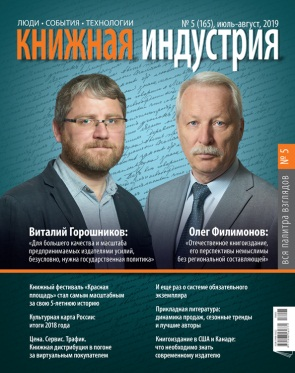 ЛЮДИ • СОБЫТИЯ • ТЕХНОЛОГИИ
№ 5 (165), июль–август, 2019
КНИЖНАЯ ИНДУСТРИЯ
Виталий Горошников:
«Для большего качества и масштаба
предпринимаемых издателями усилий,
безусловно, нужна государственная политика»
Олег Филимонов:
«Отечественное книгоиздание,
его перспективы немыслимы
без региональной составляющей»
№ 5
вся палитра взглядов
Книжный фестиваль «Красная
площадь» стал самым масштабным
за свою 5-летнюю историю
Культурная карта России:
итоги 2018 года
Цена. Сервис. Трафик.
Книжная дистрибуция в погоне
за виртуальным покупателем
И еще раз о системе обязательного
экземпляра
Прикладная литература:
динамика продаж, сезонные тренды
и лучшие авторы
Книгоиздание в США и Канаде:
что необходимо знать
современному издателю